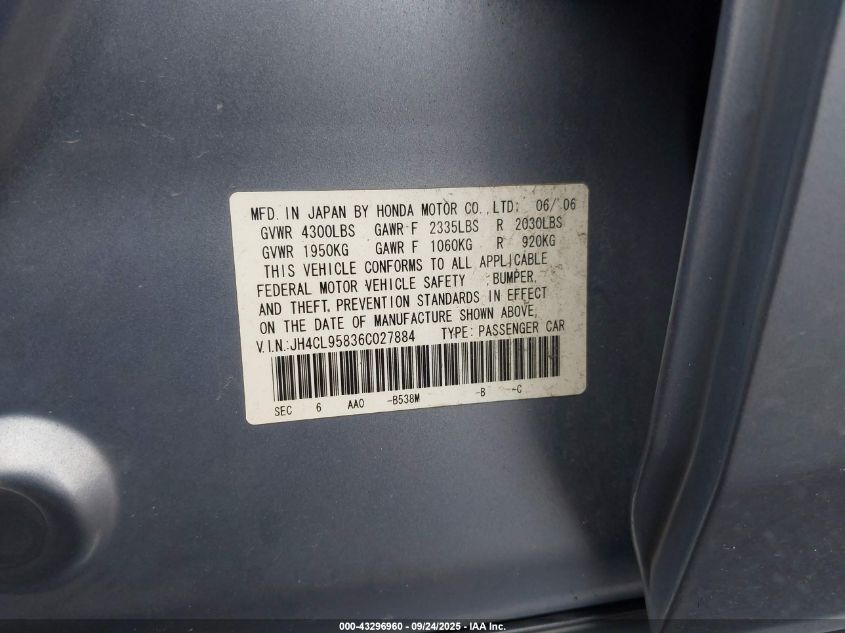 MFD. IN JAPAN BY HONDA MOTOR CO., LTD. 06/06
GVWR 4300LBS GAWR F 2335LBS R 2030LBS
GVWR 1950KG GAWR F 1060KG R 920KG
THIS VEHICLE CONFORMS TO ALL APPLICABLE
FEDERAL MOTOR VEHICLE SAFETY, BUMPER,
AND THEFT PREVENTION STANDARDS IN EFFECT
ON THE DATE OF MANUFACTURE SHOWN ABOVE.
V.I.N.:JH4CL95836C027884 TYPE: PASSENGER CAR
SEC 6 AA0 -B538M -B -C
000-43296960 - 09/24/2025 - IAA Inc.